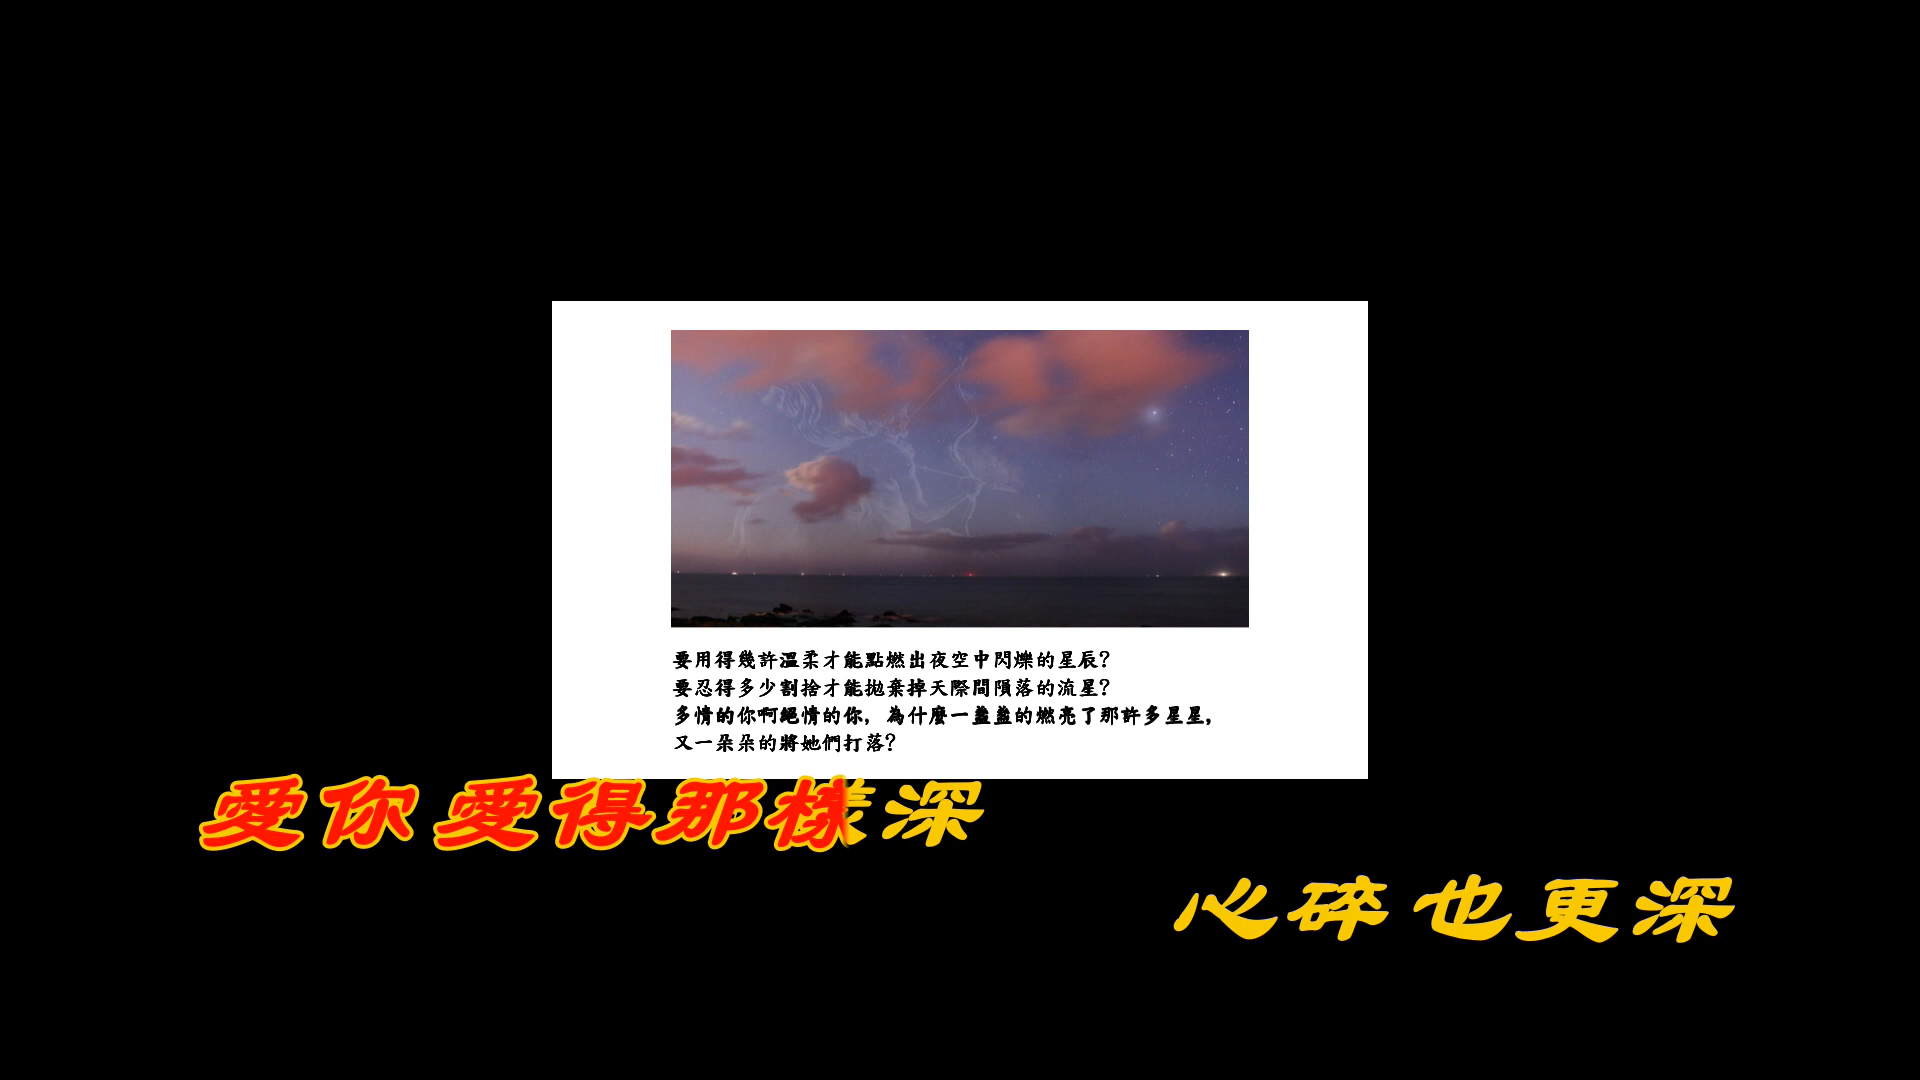 要用得幾許溫柔才能點燃出夜空中閃爍的星辰?
要忍得多少割捨才能拋棄掉天際間隕落的流星?
多情的你啊絕情的你, 為什麼一盞盞的燃亮了那許多星星,
又一朵朵的將她們打落?
愛你愛得那樣深
心碎也更深